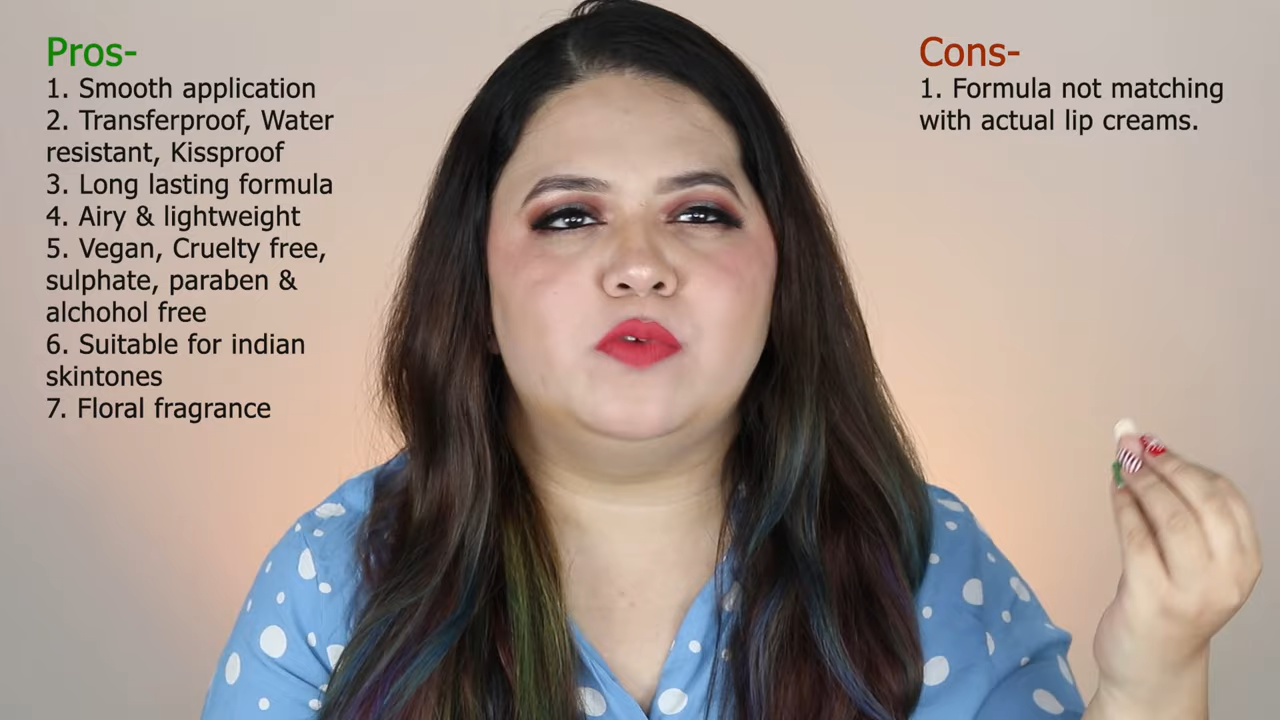 Pros-
1. Smooth application
2. Transferproof, Water
resistant, Kissproof
3. Long lasting formula
4. Airy & lightweight
5. Vegan, Cruelty free,
sulphate, paraben &
alchohol free
6. Suitable for indian
skintones
7. Floral fragrance
Cons-
1. Formula not matching
with actual lip creams.